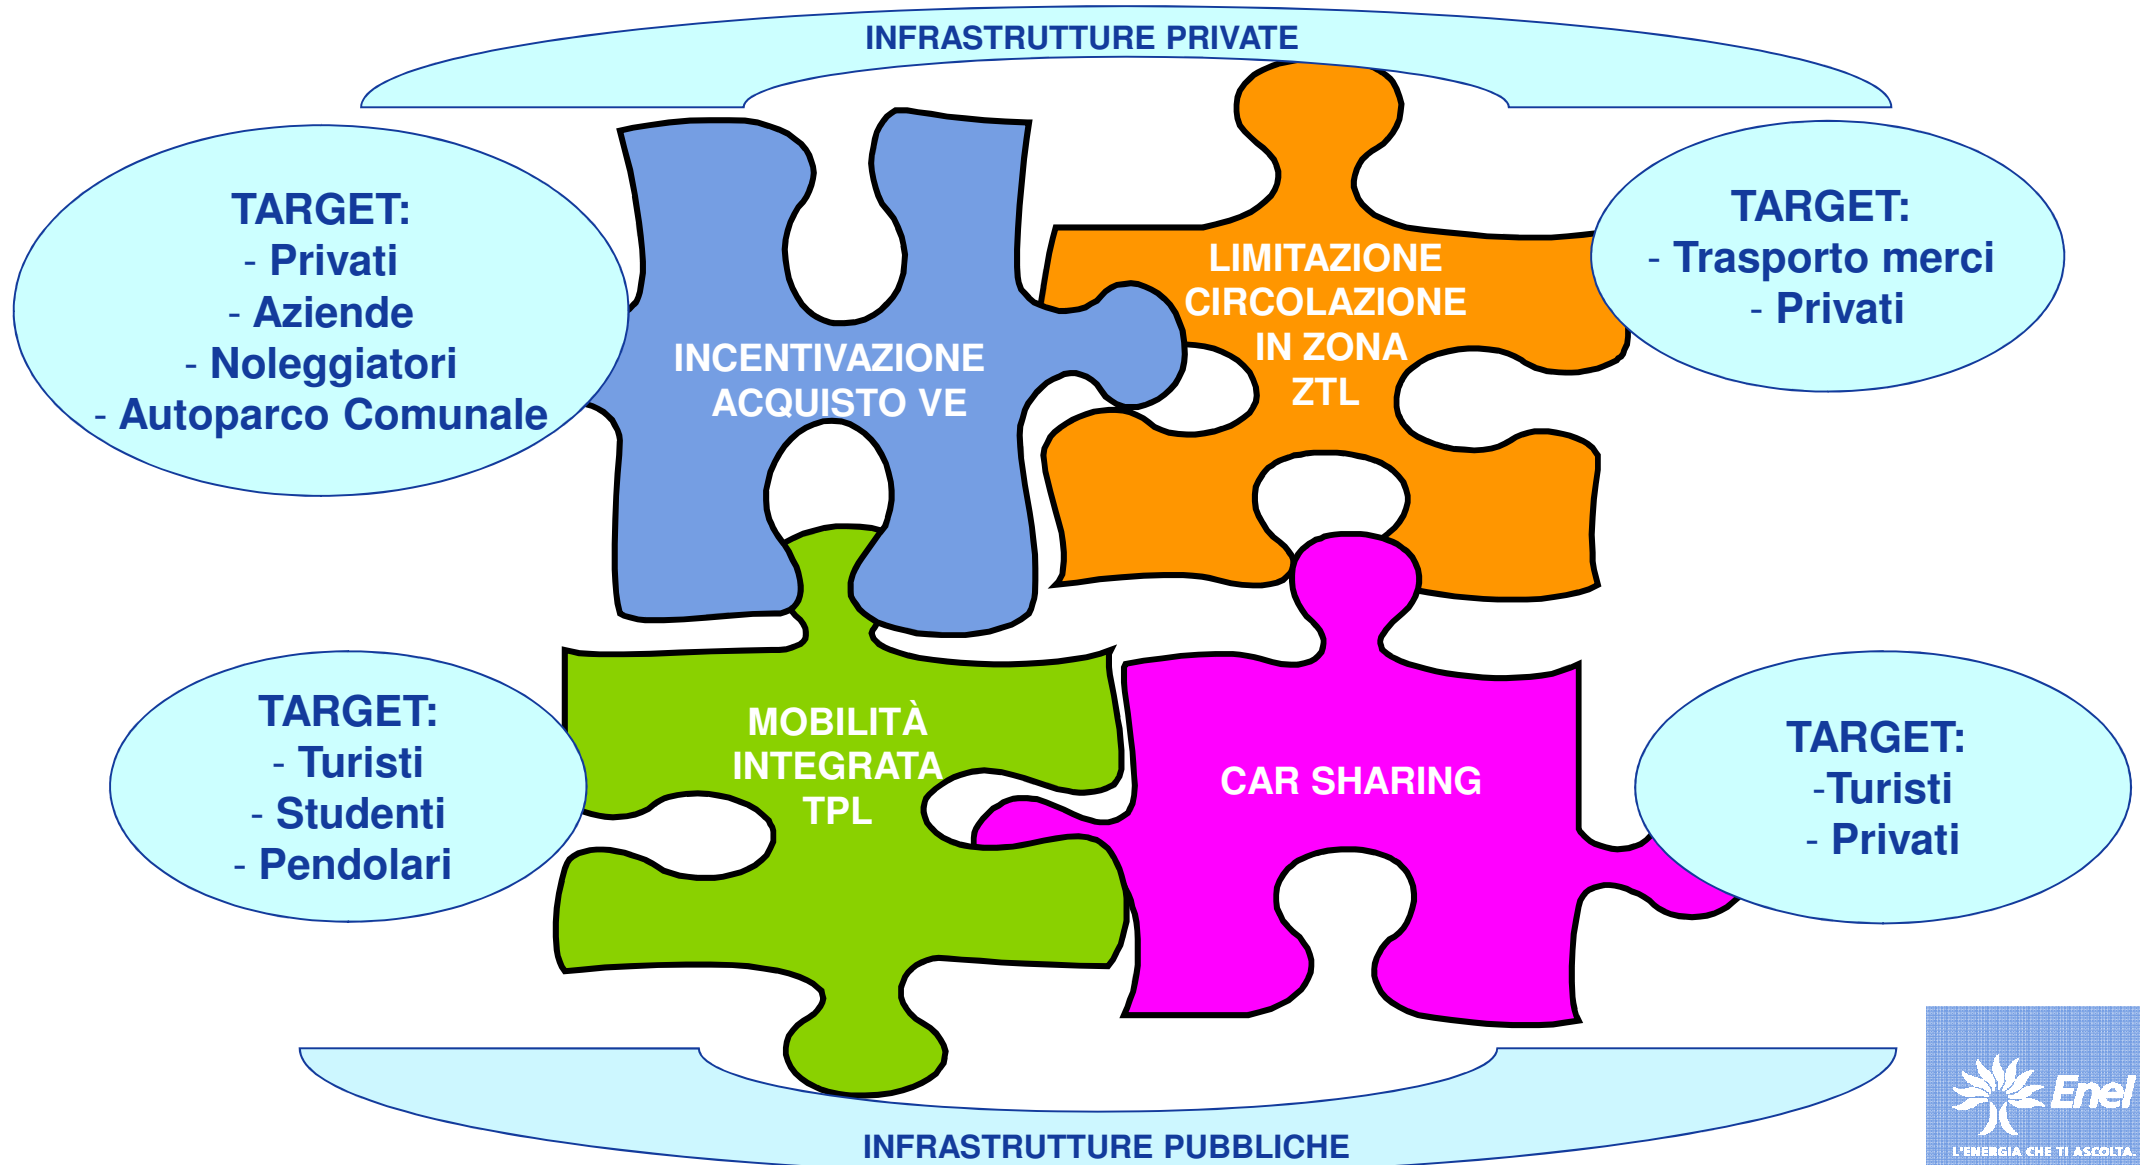 INFRASTRUTTURE PRIVATE
TARGET:
- Privati
- Aziende
- Noleggiatori
- Autoparco Comunale
INCENTIVAZIONE
ACQUISTO VE
LIMITAZIONE
CIRCOLAZIONE
IN ZONA
ZTL
TARGET:
- Trasporto merci
- Privati
TARGET:
- Turisti
- Studenti
- Pendolari
MOBILITÀ
INTEGRATA
TPL
CAR SHARING
TARGET:
-Turisti
- Privati
INFRASTRUTTURE PUBBLICHE
Enel
L'ENERGIA CHE TI ASCOLTA.